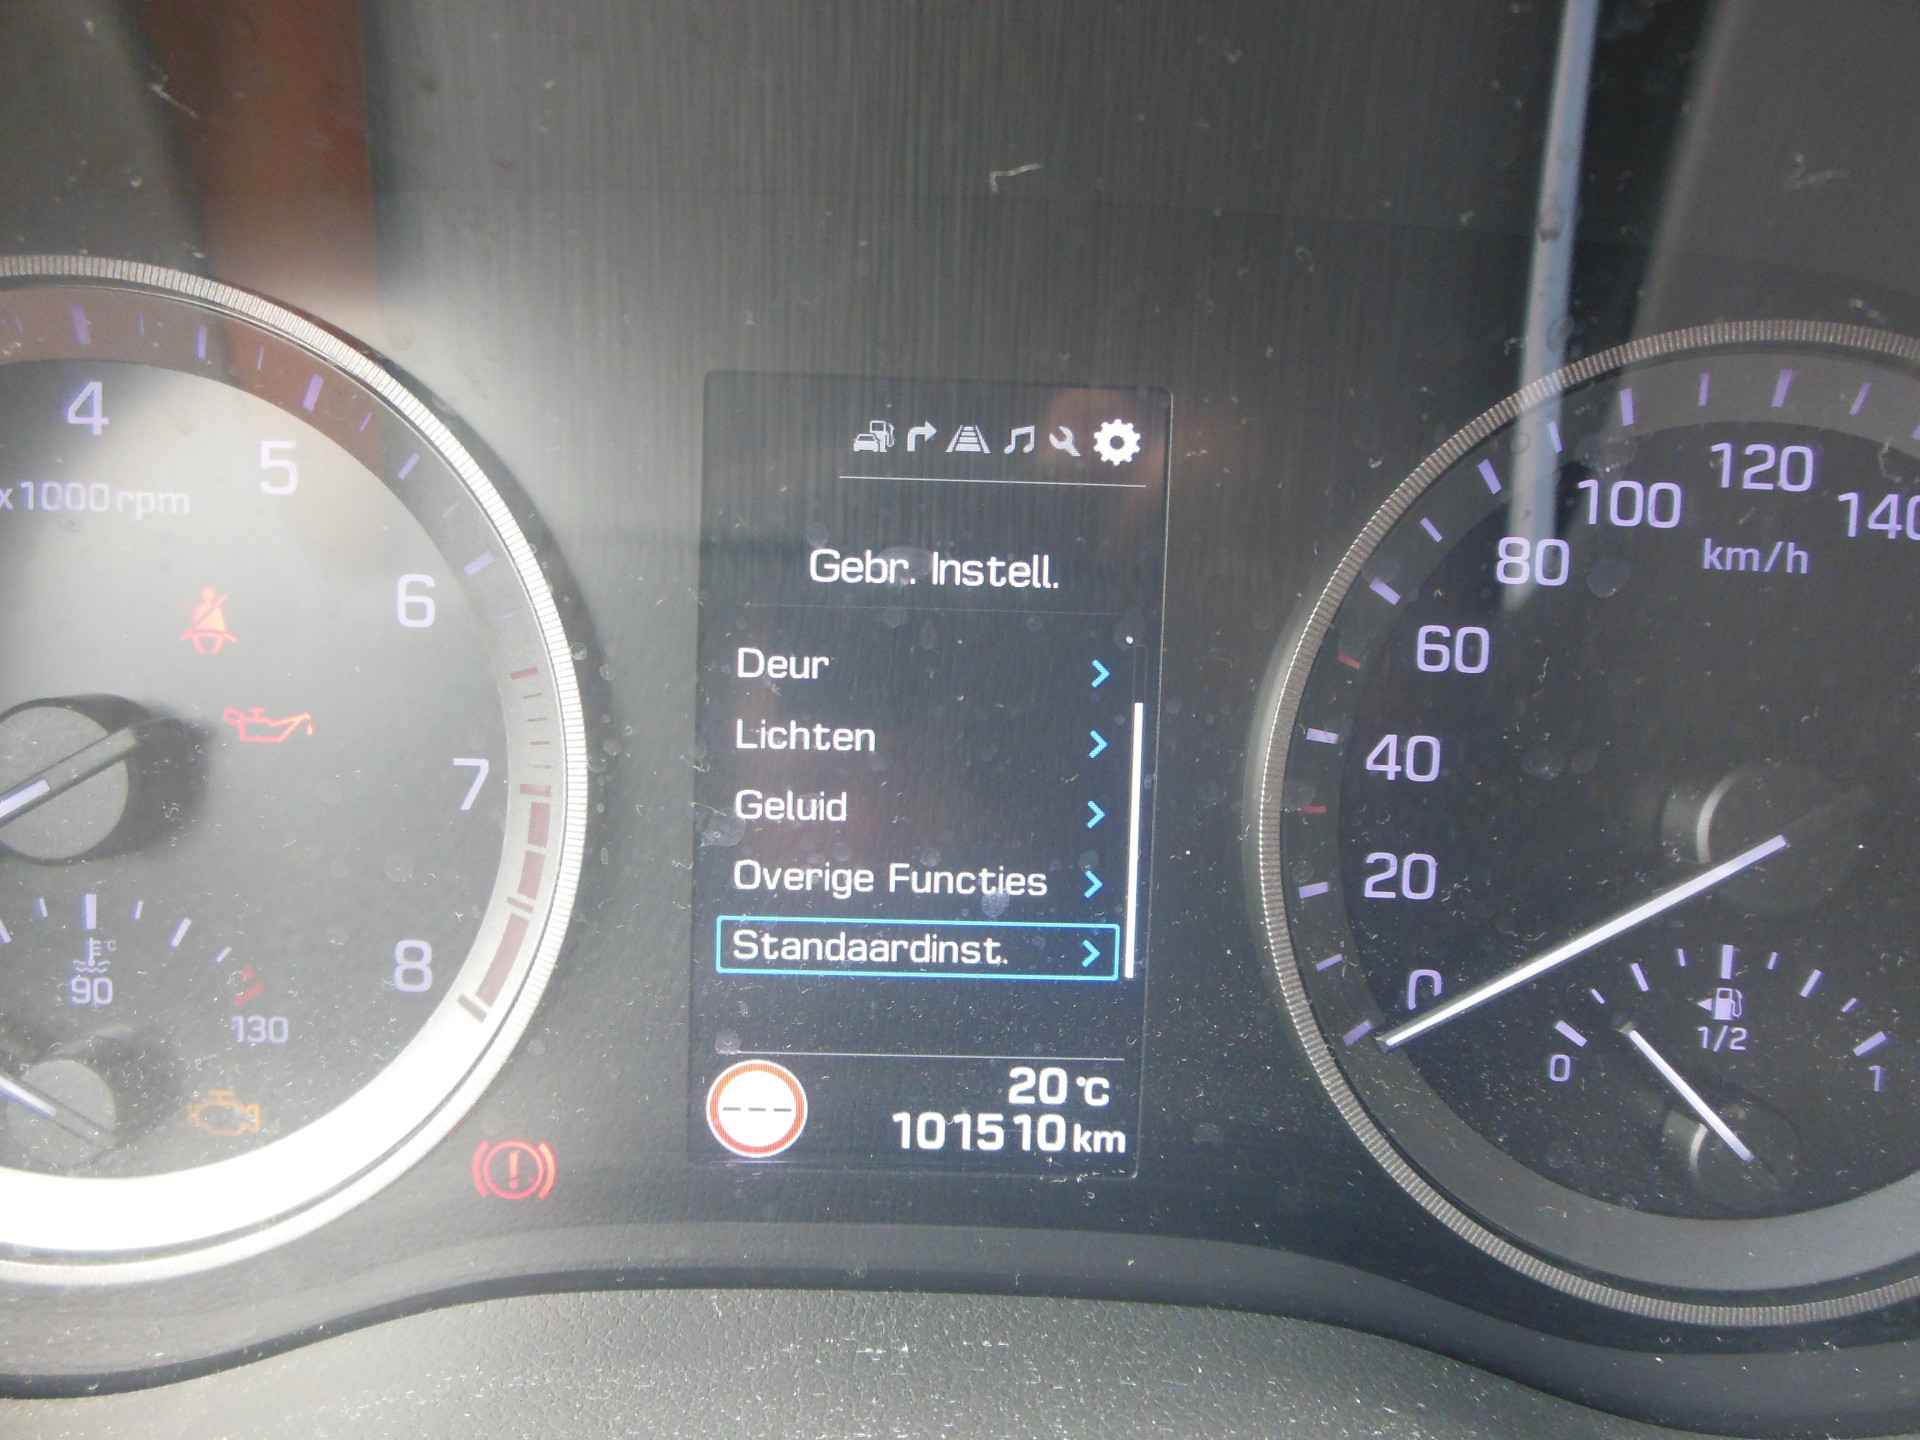 4
5
x1000rpm
6
7
8
°C
90
130
Gebr. Instell.
Deur
Lichten
Geluid
Overige Functies
Standaardinst.
---
20°C
101510km
120
100
140
km/h
80
60
40
20
0
1/2
0
1